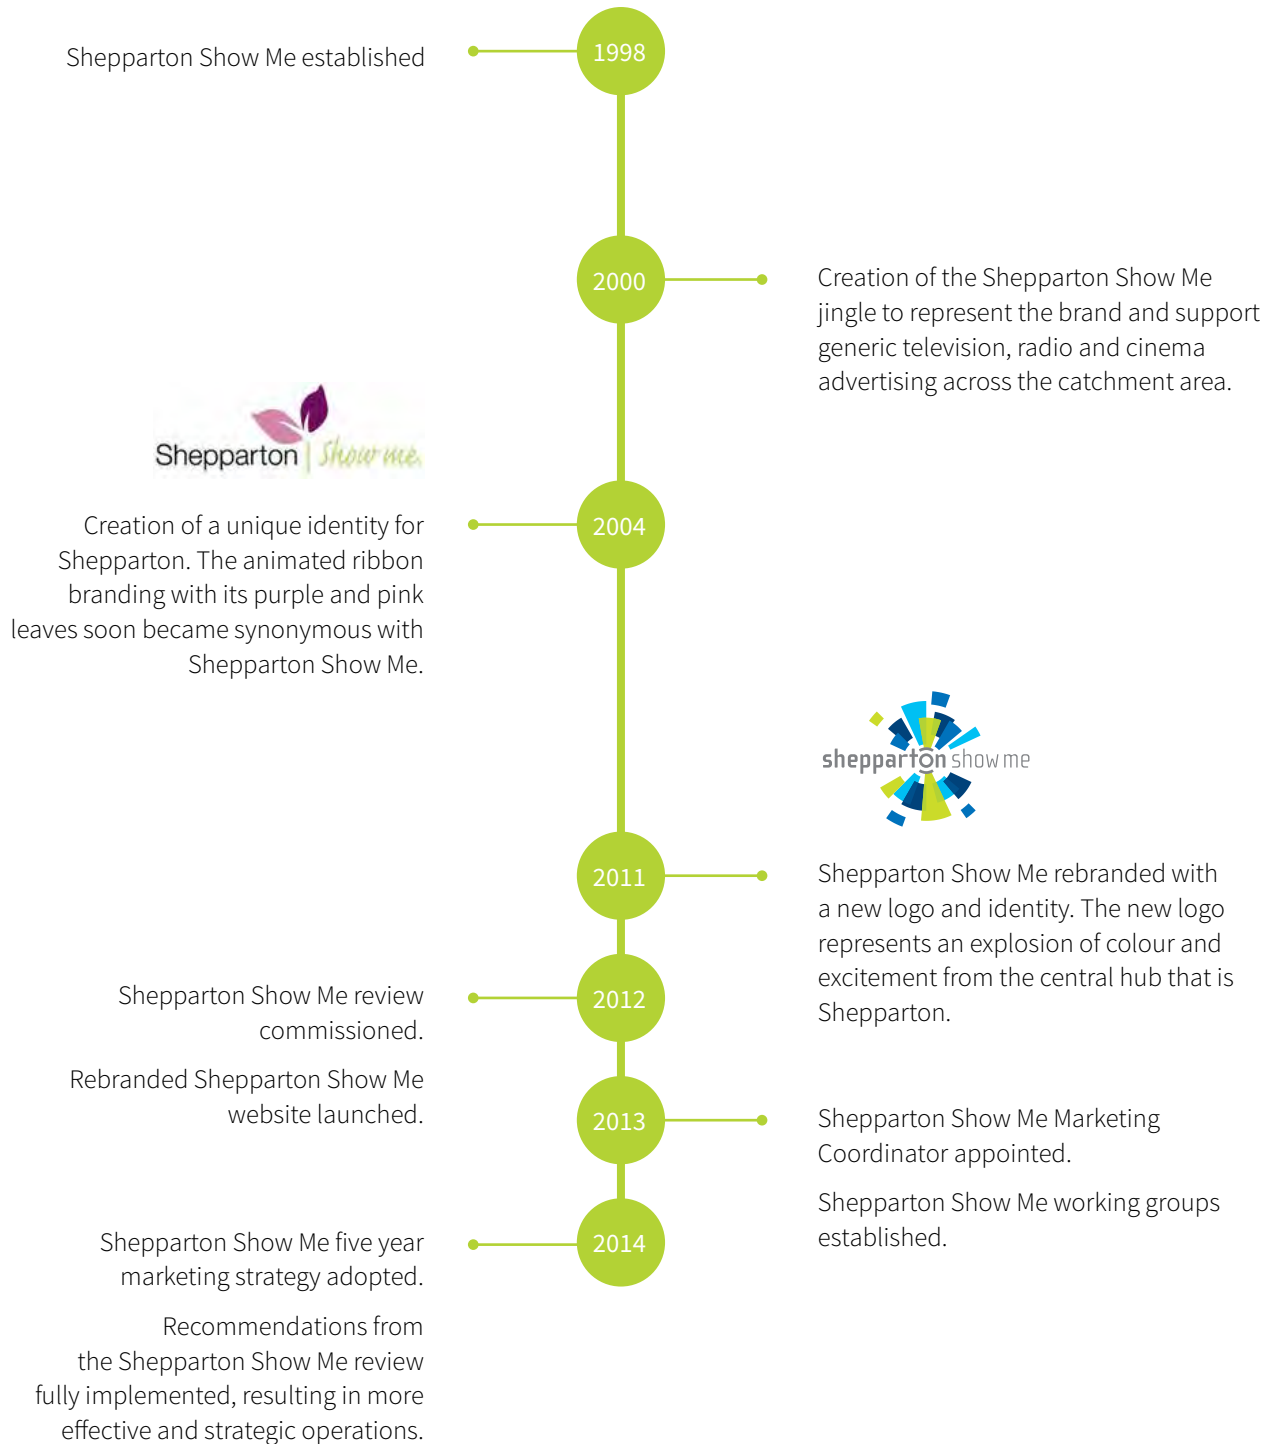 Shepparton Show Me established
1998
2000
Creation of the Shepparton Show Me
jingle to represent the brand and support
generic television, radio and cinema
advertising across the catchment area.
Shepparton | Show me.
2004
Creation of a unique identity for
Shepparton. The animated ribbon
branding with its purple and pink
leaves soon became synonymous with
Shepparton Show Me.
shepparton show me
2011
Shepparton Show Me rebranded with
a new logo and identity. The new logo
represents an explosion of colour and
excitement from the central hub that is
Shepparton.
2012
Shepparton Show Me review
commissioned.
Rebranded Shepparton Show Me
website launched.
2013
Shepparton Show Me Marketing
Coordinator appointed.
Shepparton Show Me working groups
established.
2014
Shepparton Show Me five year
marketing strategy adopted.
Recommendations from
the Shepparton Show Me review
fully implemented, resulting in more
effective and strategic operations.